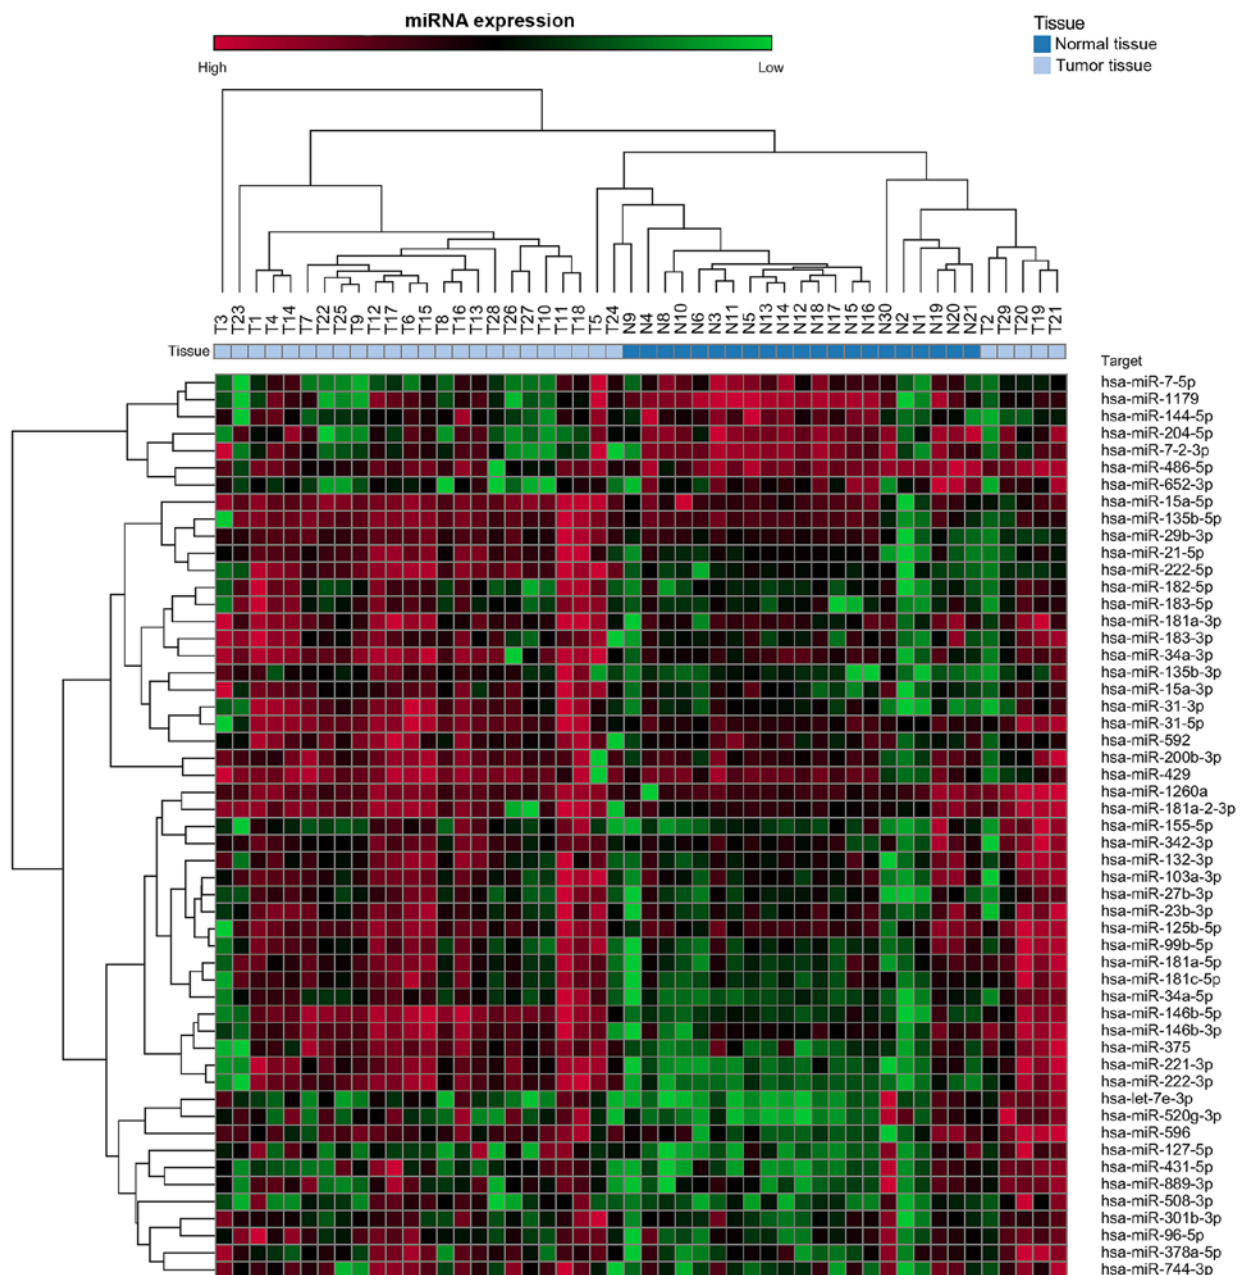 miRNA expression
High
Low
Tissue
Normal tissue
Tumor tissue
T3 T23 T1 T4 T14 T7 T22 T25 T9 T12 T17 T6 T15 T8 T16 T13 T28 T26 T27 T10 T11 T18 T5 T24 N9 N4 N8 N10 N6 N3 N11 N5 N13 N14 N12 N18 N17 N15 N16 N30 N2 N1 N19 N20 N21 T2 T29 T20 T19 T21
Tissue
Target
hsa-miR-7-5p
hsa-miR-1179
hsa-miR-144-5p
hsa-miR-204-5p
hsa-miR-7-2-3p
hsa-miR-486-5p
hsa-miR-652-3p
hsa-miR-15a-5p
hsa-miR-135b-5p
hsa-miR-29b-3p
hsa-miR-21-5p
hsa-miR-222-5p
hsa-miR-182-5p
hsa-miR-183-5p
hsa-miR-181a-3p
hsa-miR-183-3p
hsa-miR-34a-3p
hsa-miR-135b-3p
hsa-miR-15a-3p
hsa-miR-31-3p
hsa-miR-31-5p
hsa-miR-592
hsa-miR-200b-3p
hsa-miR-429
hsa-miR-1260a
hsa-miR-181a-2-3p
hsa-miR-155-5p
hsa-miR-342-3p
hsa-miR-132-3p
hsa-miR-103a-3p
hsa-miR-27b-3p
hsa-miR-23b-3p
hsa-miR-125b-5p
hsa-miR-99b-5p
hsa-miR-181a-5p
hsa-miR-181c-5p
hsa-miR-34a-5p
hsa-miR-146b-5p
hsa-miR-146b-3p
hsa-miR-375
hsa-miR-221-3p
hsa-miR-222-3p
hsa-let-7e-3p
hsa-miR-520g-3p
hsa-miR-596
hsa-miR-127-5p
hsa-miR-431-5p
hsa-miR-889-3p
hsa-miR-508-3p
hsa-miR-301b-3p
hsa-miR-96-5p
hsa-miR-378a-5p
hsa-miR-744-3p